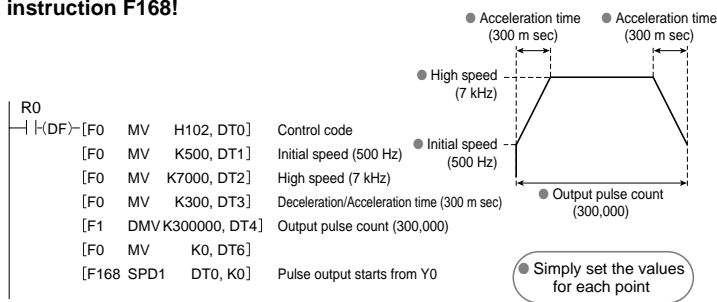 instruction F168!
● Acceleration time ● Acceleration time
(300 m sec) (300 m sec)
● High speed
(7 kHz)
● Initial speed
(500 Hz)
● Output pulse count
(300,000)
● Simply set the values
for each point
R0
(DF) [F0 MV H102, DT0] Control code
[F0 MV K500, DT1] Initial speed (500 Hz)
[F0 MV K7000, DT2] High speed (7 kHz)
[F0 MV K300, DT3] Deceleration/Acceleration time (300 m sec)
[F1 DMV K300000, DT4] Output pulse count (300,000)
[F0 MV K0, DT6]
[F168 SPD1 DT0, K0] Pulse output starts from Y0